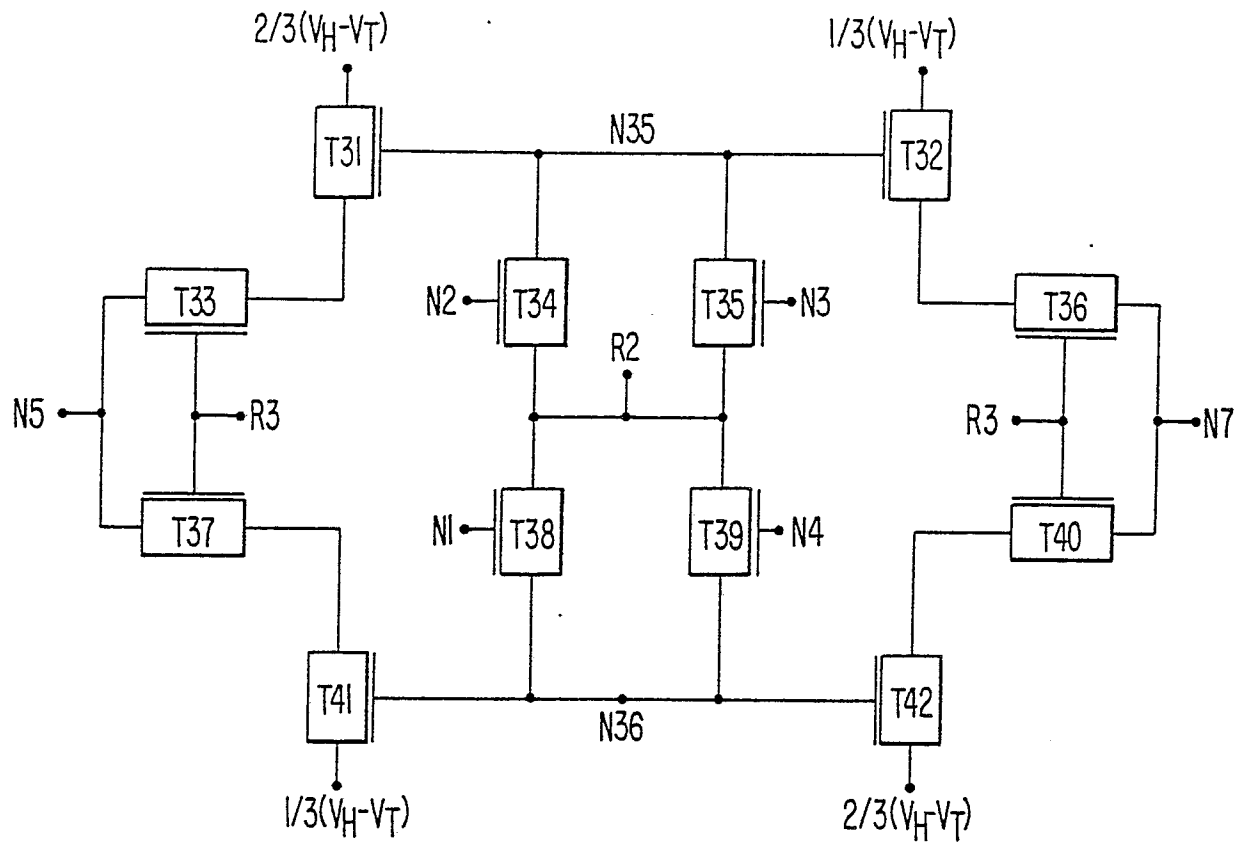 2/3(VH-VT)
1/3(VH-VT)
N35
T31
T32
T33
N2
T34
T35
N3
T36
R2
N5
R3
R3
N7
T37
N1
T38
T39
N4
T40
T41
T42
N36
1/3(VH-VT)
2/3(VH-VT)